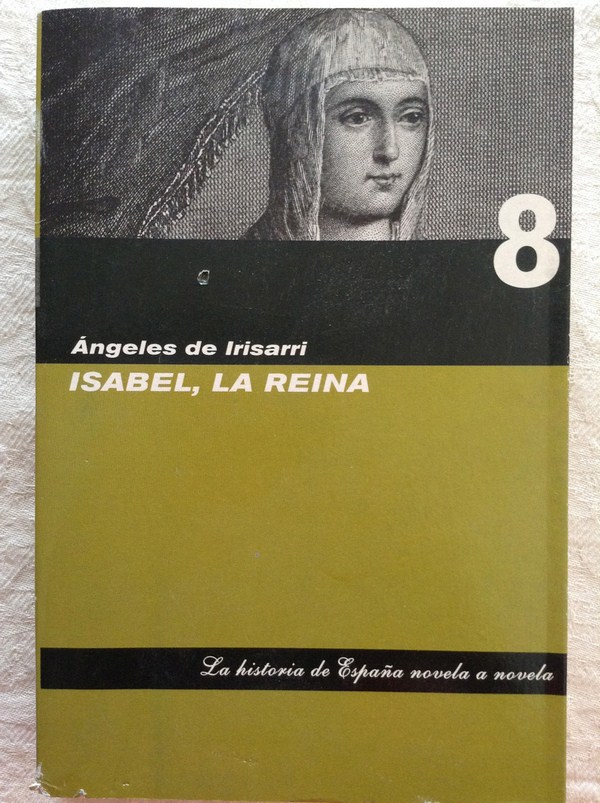 8
Ángeles de Irisarri
ISABEL, LA REINA
La historia de España novela a novela